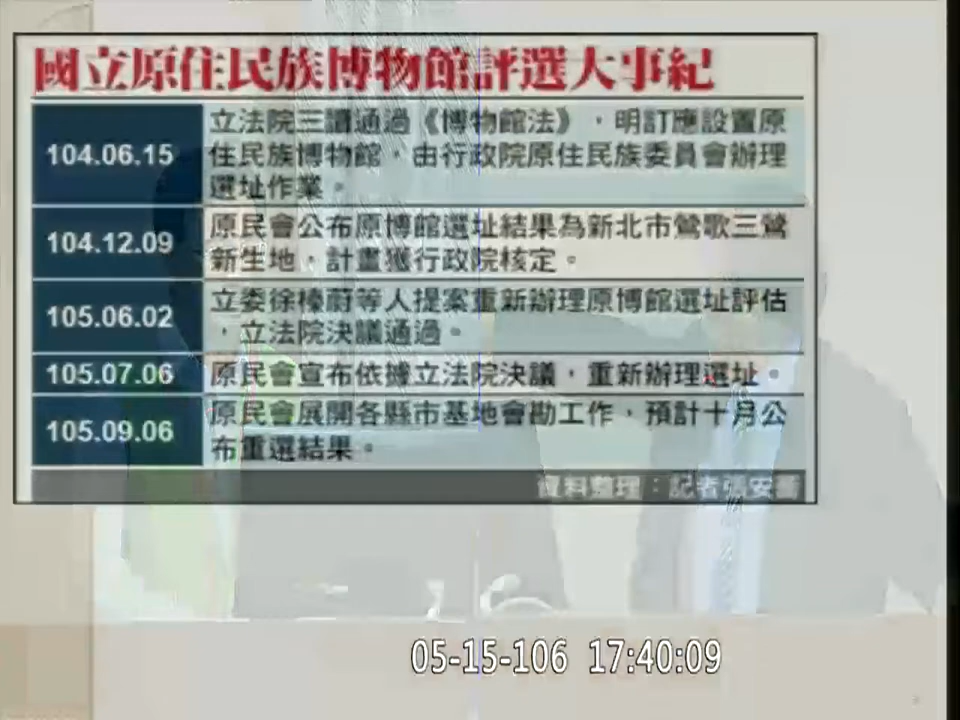 國立原住民族博物館評選大事紀
104.06.15
立法院三讀通過《博物館法》，明訂應設置原
住民族博物館，由行政院原住民族委員會辦理
選址作業。
104.12.09
原民會公布原博館選址結果為新北市鶯歌三鶯
新生地，計畫獲行政院核定。
105.06.02
立委徐榛蔚等人提案重新辦理原博館選址評估
，立法院決議通過。
105.07.06
原民會宣布依據立法院決議，重新辦理選址。
105.09.06
原民會展開各縣市基地會勘工作，預計十月公
布重選結果。
資料整理：記者張安蕎
05-15-106 17:40:09